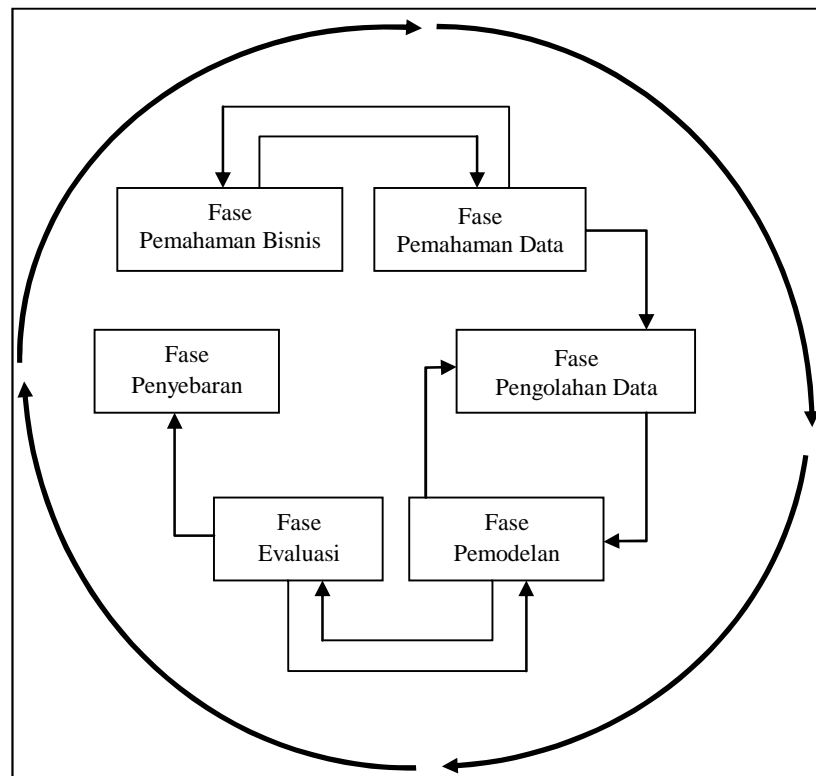 Fase
Pemahaman Bisnis
Fase
Pemahaman Data
Fase
Penyebaran
Fase
Pengolahan Data
Fase
Evaluasi
Fase
Pemodelan